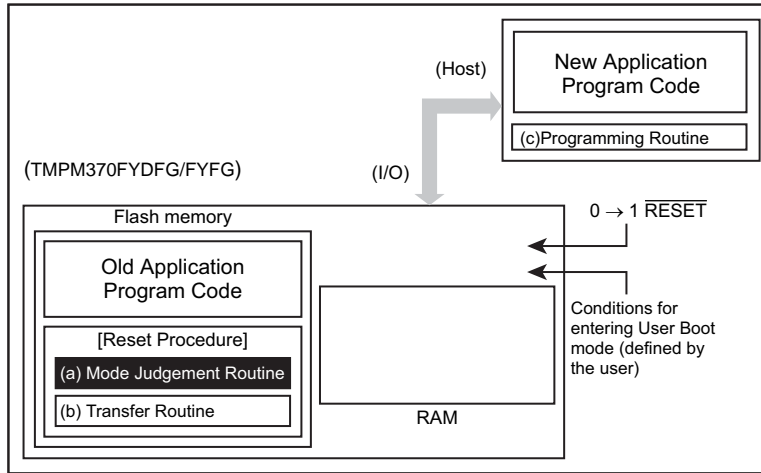 New Application
Program Code
(c)Programming Routine
(Host)
(TMPM370FYDFG/FYFG)
(I/O)
Flash memory
0 → 1 RESET
Old Application
Program Code
[Reset Procedure]
(a) Mode Judgement Routine
(b) Transfer Routine
RAM
Conditions for
entering User Boot
mode (defined by
the user)